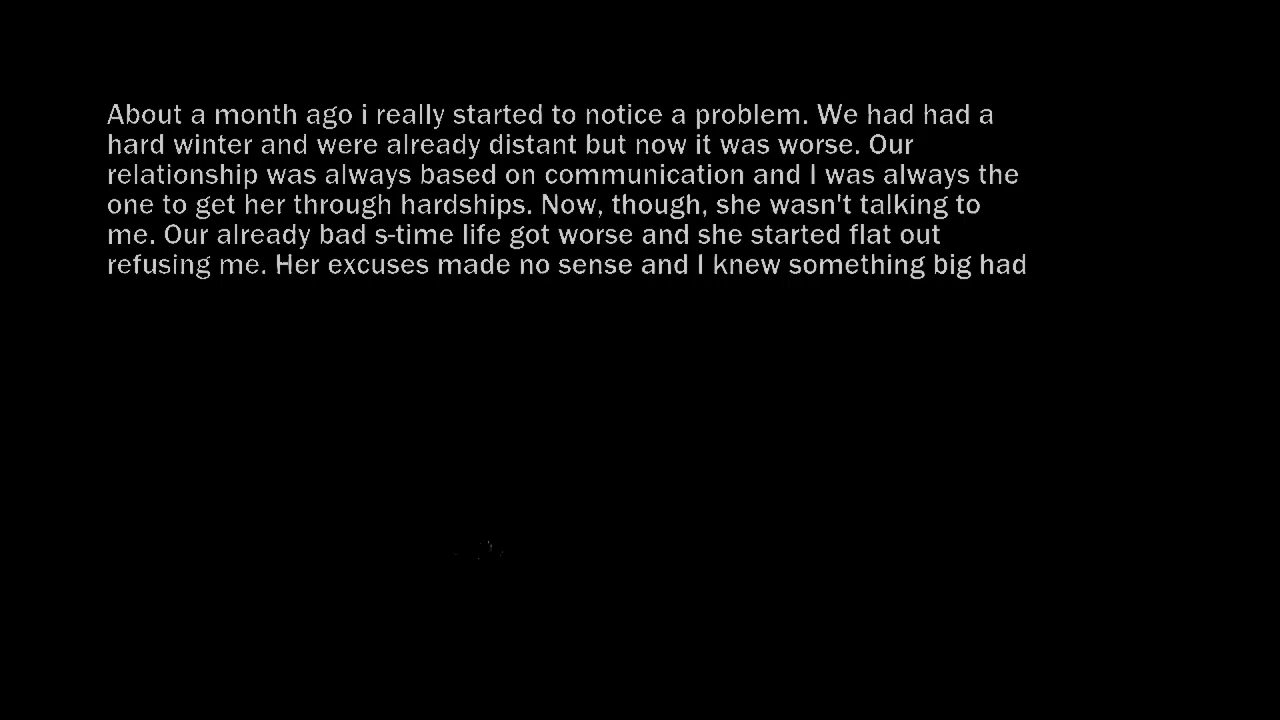 About a month ago i really started to notice a problem. We had had a
hard winter and were already distant but now it was worse. Our
relationship was always based on communication and I was always the
one to get her through hardships. Now, though, she wasn't talking to
me. Our already bad s-time life got worse and she started flat out
refusing me. Her excuses made no sense and I knew something big had